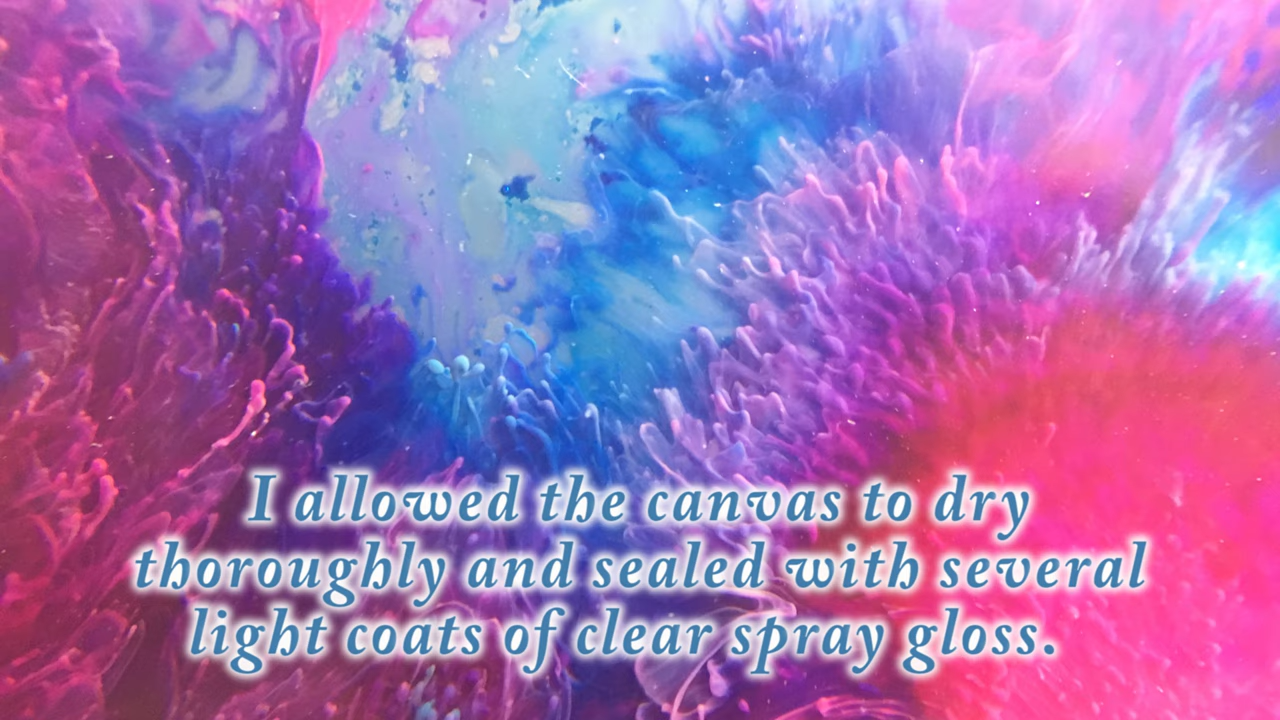 I allowed the canvas to dry
thoroughly and sealed with several
light coats of clear spray gloss.